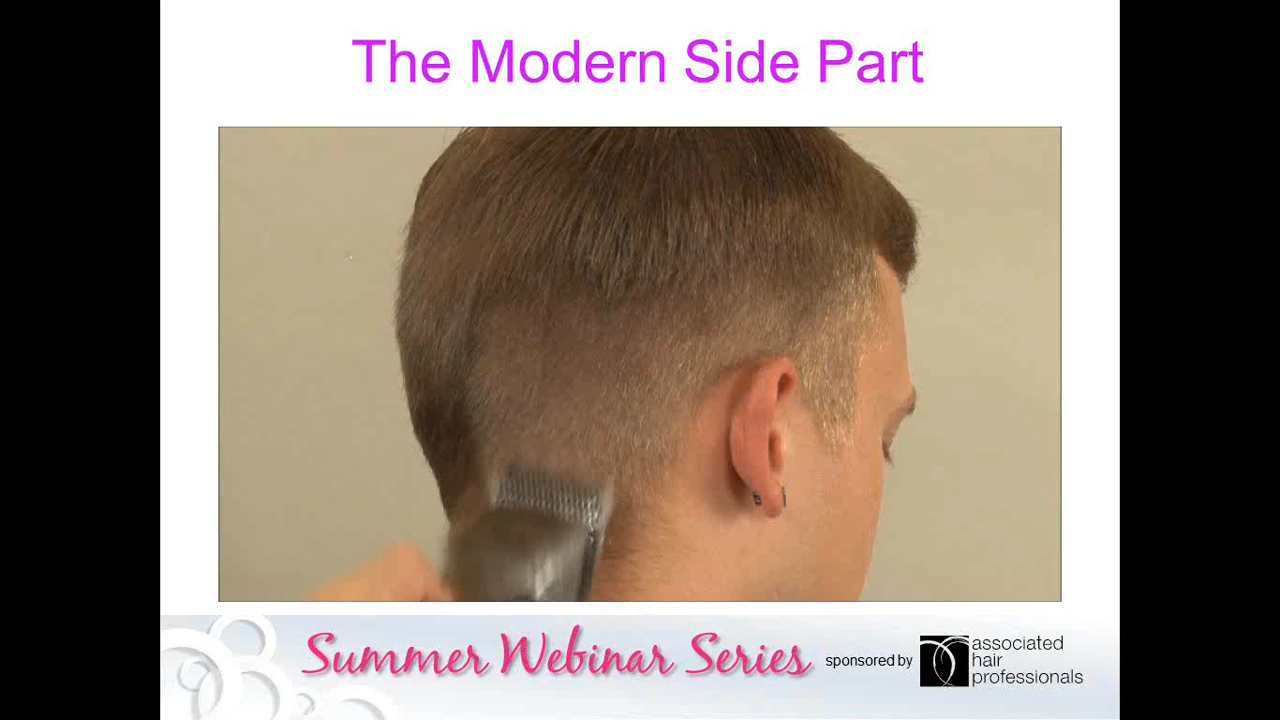 The Modern Side Part
Summer Webinar Series
sponsored by
associated
hair
professionals